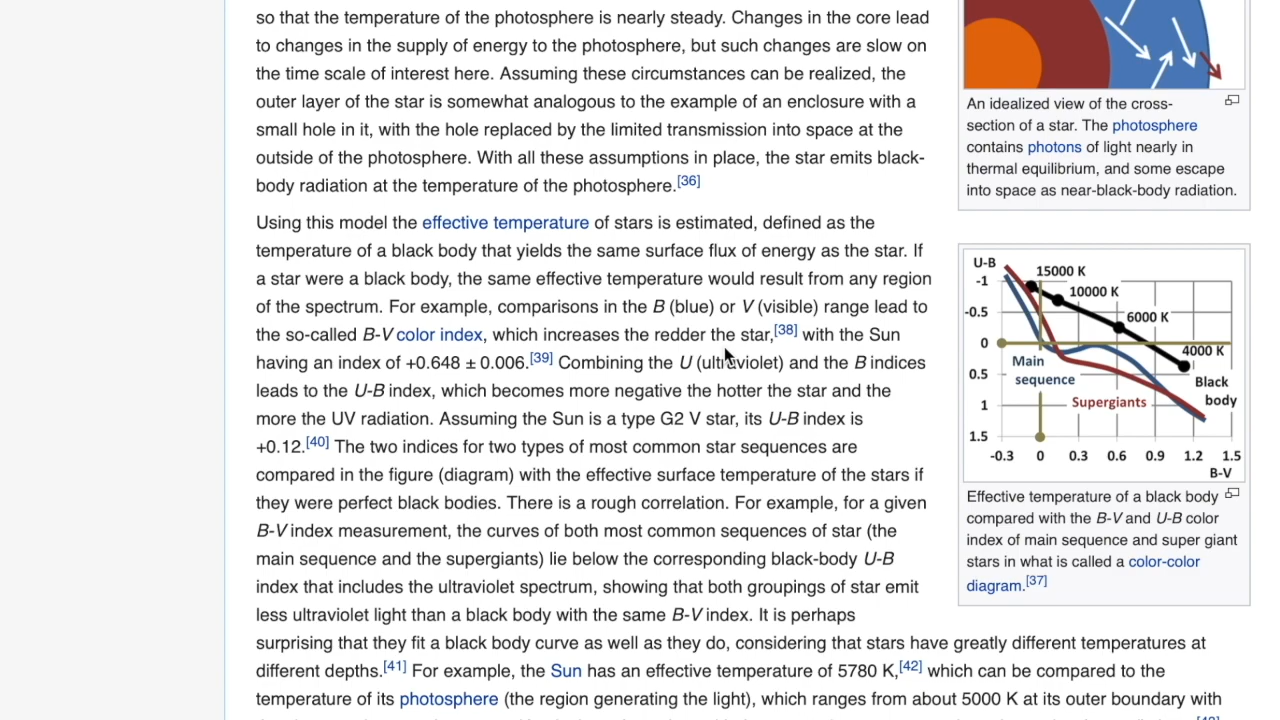 so that the temperature of the photosphere is nearly steady. Changes in the core lead
to changes in the supply of energy to the photosphere, but such changes are slow on
the time scale of interest here. Assuming these circumstances can be realized, the
outer layer of the star is somewhat analogous to the example of an enclosure with a
small hole in it, with the hole replaced by the limited transmission into space at the
outside of the photosphere. With all these assumptions in place, the star emits black-
body radiation at the temperature of the photosphere.[36]
Using this model the effective temperature of stars is estimated, defined as the
temperature of a black body that yields the same surface flux of energy as the star. If
a star were a black body, the same effective temperature would result from any region
of the spectrum. For example, comparisons in the B (blue) or V (visible) range lead to
the so-called B-V color index, which increases the redder the star,[38] with the Sun
having an index of +0.648 ± 0.006.[39] Combining the U (ultraviolet) and the B indices
leads to the U-B index, which becomes more negative the hotter the star and the
more the UV radiation. Assuming the Sun is a type G2 V star, its U-B index is
+0.12.[40] The two indices for two types of most common star sequences are
compared in the figure (diagram) with the effective surface temperature of the stars if
they were perfect black bodies. There is a rough correlation. For example, for a given
B-V index measurement, the curves of both most common sequences of star (the
main sequence and the supergiants) lie below the corresponding black-body U-B
index that includes the ultraviolet spectrum, showing that both groupings of star emit
less ultraviolet light than a black body with the same B-V index. It is perhaps
surprising that they fit a black body curve as well as they do, considering that stars have greatly different temperatures at
different depths.[41] For example, the Sun has an effective temperature of 5780 K,[42] which can be compared to the
temperature of its photosphere (the region generating the light), which ranges from about 5000 K at its outer boundary with
An idealized view of the cross-
section of a star. The photosphere
contains photons of light nearly in
thermal equilibrium, and some escape
into space as near-black-body radiation.
U-B
-1
-0.5
0
0.5
1
1.5
15000 K
10000 K
6000 K
4000 K
Main
sequence
Supergiants
Black
body
-0.3 0 0.3 0.6 0.9 1.2 1.5
B-V
Effective temperature of a black body
compared with the B-V and U-B color
index of main sequence and super giant
stars in what is called a color-color
diagram.[37]